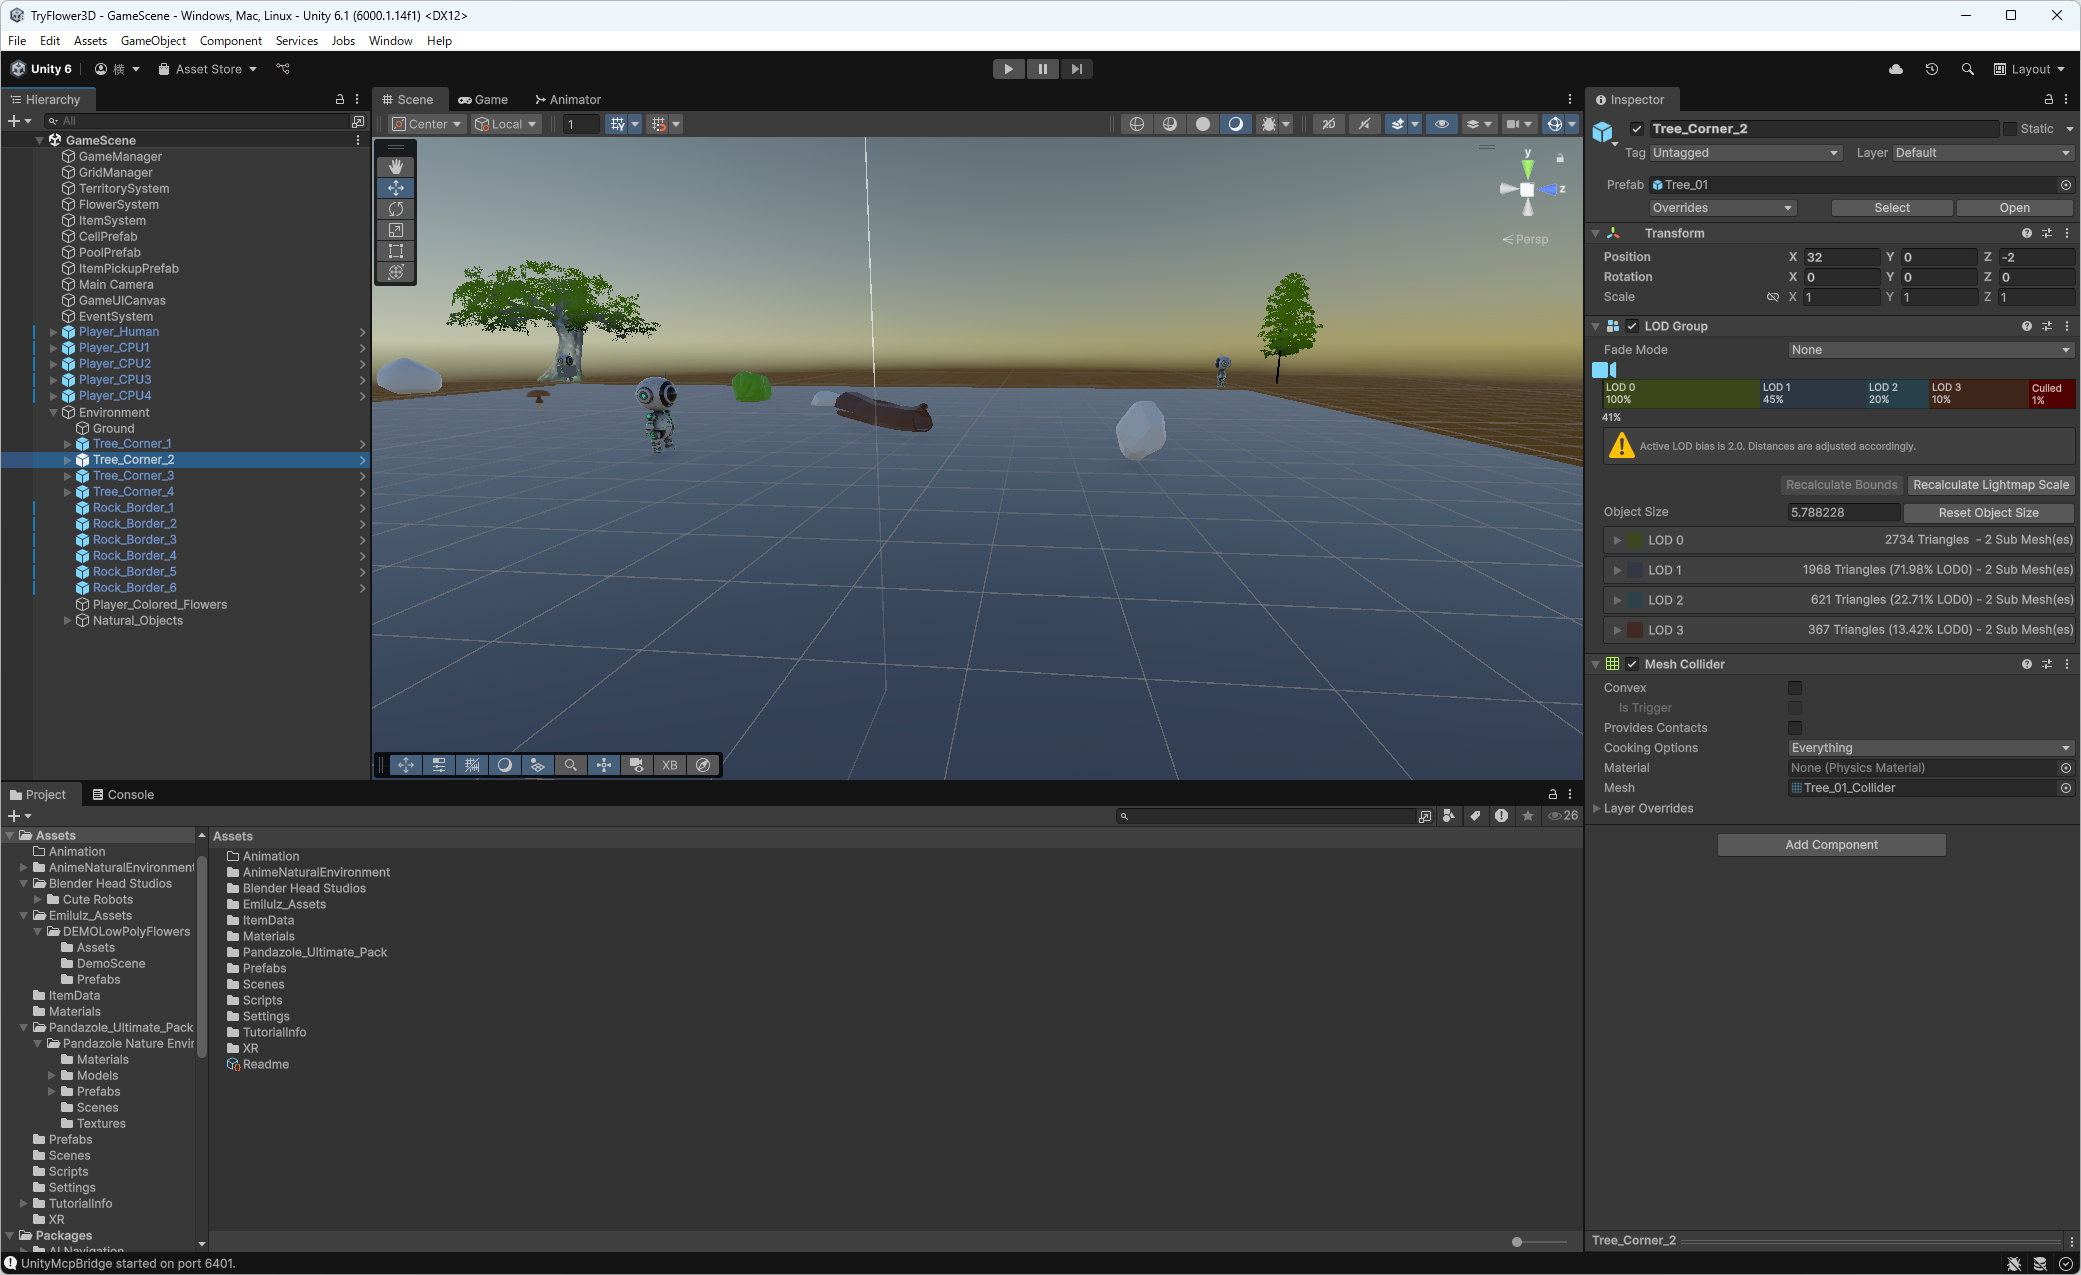 TryFlower3D - GameScene - Windows, Mac, Linux - Unity 6.1 (6000.1.14f1) <DX12>
File Edit Assets GameObject Component Services Jobs Window Help
Unity 6 横 Asset Store Layout
Hierarchy
All
GameScene
GameManager
GridManager
TerritorySystem
FlowerSystem
ItemSystem
CellPrefab
PoolPrefab
ItemPickupPrefab
Main Camera
GameUICanvas
EventSystem
Player_Human
Player_CPU1
Player_CPU2
Player_CPU3
Player_CPU4
Environment
Ground
Tree_Corner_1
Tree_Corner_2
Tree_Corner_3
Tree_Corner_4
Rock_Border_1
Rock_Border_2
Rock_Border_3
Rock_Border_4
Rock_Border_5
Rock_Border_6
Player_Colored_Flowers
Natural_Objects
Scene Game Animator
Center Local 1 2D
y
z
Persp
XB
Inspector
Tree_Corner_2 Static
Tag Untagged Layer Default
Prefab Tree_01
Overrides Select Open
Transform
Position X 32 Y 0 Z -2
Rotation X 0 Y 0 Z 0
Scale X 1 Y 1 Z 1
LOD Group
Fade Mode None
LOD 0 LOD 1 LOD 2 LOD 3 Culled
100% 45% 20% 10% 1%
41%
Active LOD bias is 2.0. Distances are adjusted accordingly.
Recalculate Bounds Recalculate Lightmap Scale
Object Size 5.788228 Reset Object Size
LOD 0 2734 Triangles - 2 Sub Mesh(es)
LOD 1 1968 Triangles (71.98% LOD0) - 2 Sub Mesh(es)
LOD 2 621 Triangles (22.71% LOD0) - 2 Sub Mesh(es)
LOD 3 367 Triangles (13.42% LOD0) - 2 Sub Mesh(es)
Mesh Collider
Convex
Is Trigger
Provides Contacts
Cooking Options Everything
Material None (Physics Material)
Mesh Tree_01_Collider
Layer Overrides
Add Component
Tree_Corner_2
Project Console
26
Assets
Animation
AnimeNaturalEnvironment
Blender Head Studios
Cute Robots
Emilulz_Assets
DEMOLowPolyFlowers
Assets
DemoScene
Prefabs
ItemData
Materials
Pandazole_Ultimate_Pack
Pandazole Nature Envir
Materials
Models
Prefabs
Scenes
Textures
Prefabs
Scenes
Scripts
Settings
TutorialInfo
XR
Packages
AI Navigation
Assets
Animation
AnimeNaturalEnvironment
Blender Head Studios
Emilulz_Assets
ItemData
Materials
Pandazole_Ultimate_Pack
Prefabs
Scenes
Scripts
Settings
TutorialInfo
XR
Readme
UnityMcpBridge started on port 6401.